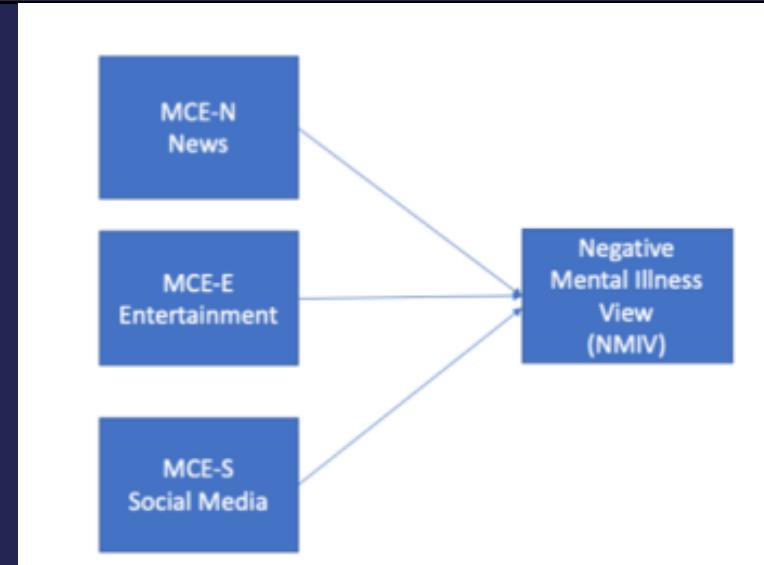 MCE-N
News
MCE-E
Entertainment
MCE-S
Social Media
Negative
Mental Illness
View
(NMIV)